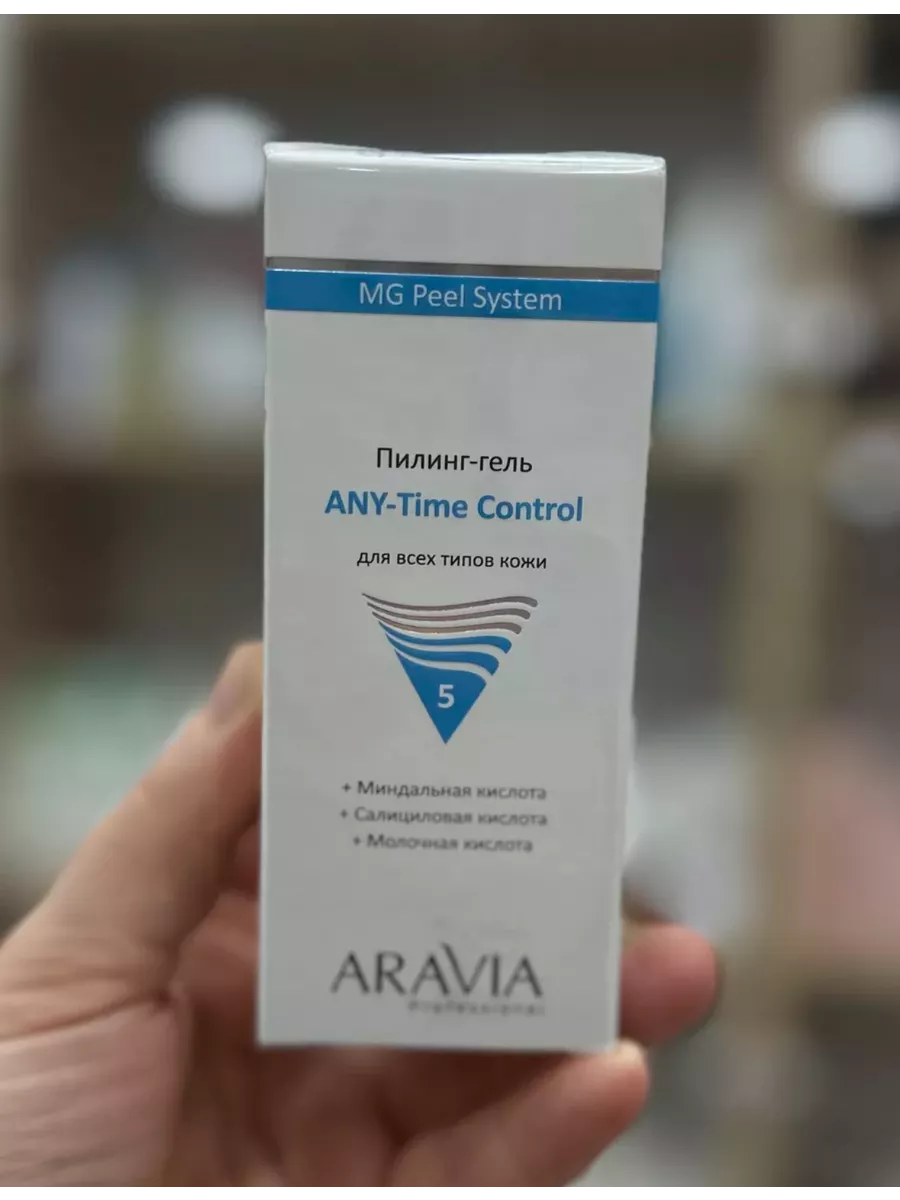 MG Peel System
Пилинг-гель
ANY-Time Control
для всех типов кожи
5
+ Миндальная кислота
+ Салициловая кислота
+ Молочная кислота
ARAVIA
Professional